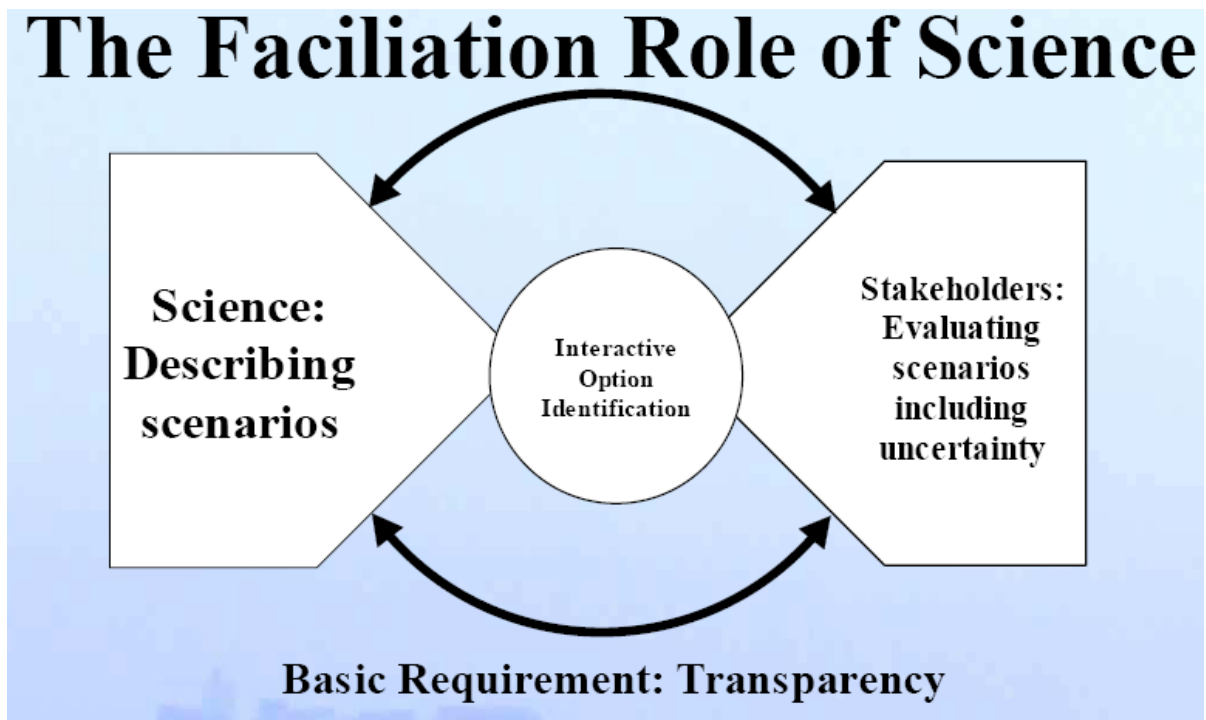 The Faciliation Role of Science
Science:
Describing
scenarios
Interactive
Option
Identification
Stakeholders:
Evaluating
scenarios
including
uncertainty
Basic Requirement: Transparency